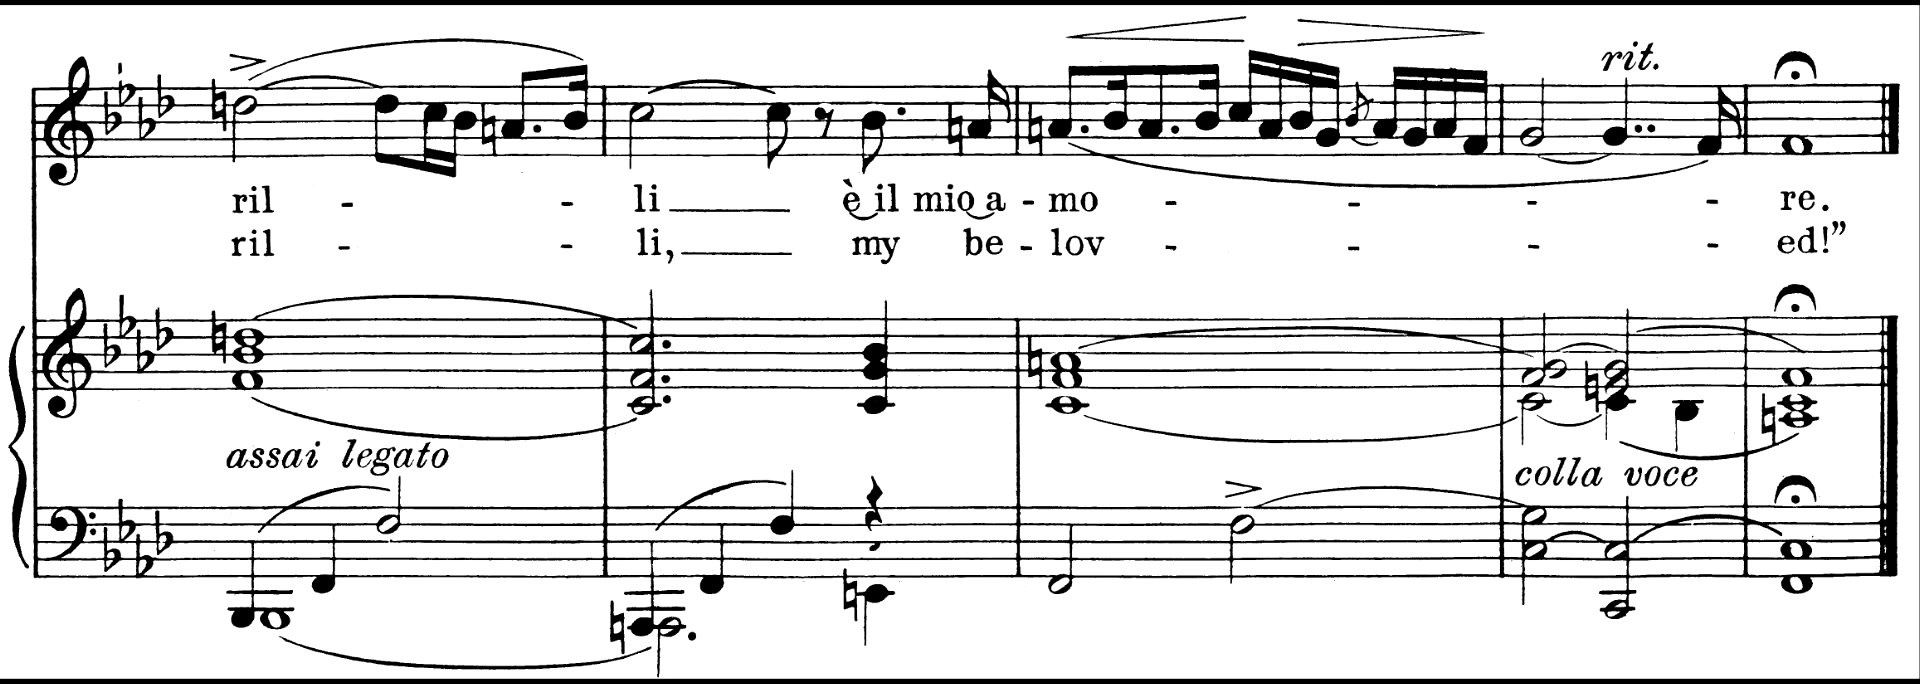 rit.
ril - - li è il mio a - mo - - - - re.
ril - - li, my be - lov - - - - ed!”
assai legato
colla voce